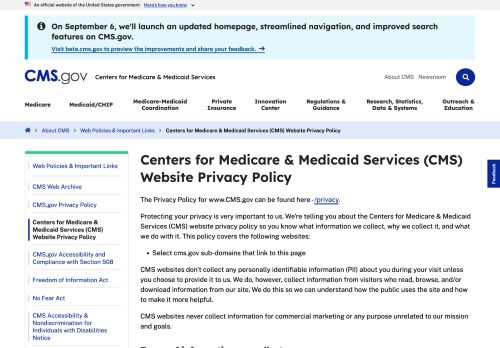 An official website of the United States government Here's how you know
On September 6, we'll launch an updated homepage, streamlined navigation, and improved search
features on CMS.gov.
Visit beta.cms.gov to preview the improvements and share your feedback.
CMS.gov Centers for Medicare & Medicaid Services
About CMS Newsroom
Medicare
Medicaid/CHIP
Medicare-Medicaid
Coordination
Private
Insurance
Innovation
Center
Regulations &
Guidance
Research, Statistics,
Data & Systems
Outreach &
Education
About CMS Web Policies & Important Links Centers for Medicare & Medicaid Services (CMS) Website Privacy Policy
Feedback
Web Policies & Important Links
CMS Web Archive
CMS.gov Privacy Policy
Centers for Medicare &
Medicaid Services (CMS)
Website Privacy Policy
CMS.gov Accessibility and
Compliance with Section 508
Freedom of Information Act
No Fear Act
CMS Accessibility &
Nondiscrimination for
Individuals with Disabilities
Notice
Centers for Medicare & Medicaid Services (CMS)
Website Privacy Policy
The Privacy Policy for www.CMS.gov can be found here - /privacy.
Protecting your privacy is very important to us. We're telling you about the Centers for Medicare & Medicaid
Services (CMS) website privacy policy so you know what information we collect, why we collect it, and what
we do with it. This policy covers the following websites:
• Select cms.gov sub-domains that link to this page
CMS websites don't collect any personally identifiable information (PII) about you during your visit unless
you choose to provide it to us. We do, however, collect information from visitors who read, browse, and/or
download information from our site. We do this so we can understand how the public uses the site and how
to make it more helpful.
CMS websites never collect information for commercial marketing or any purpose unrelated to our mission
and goals.